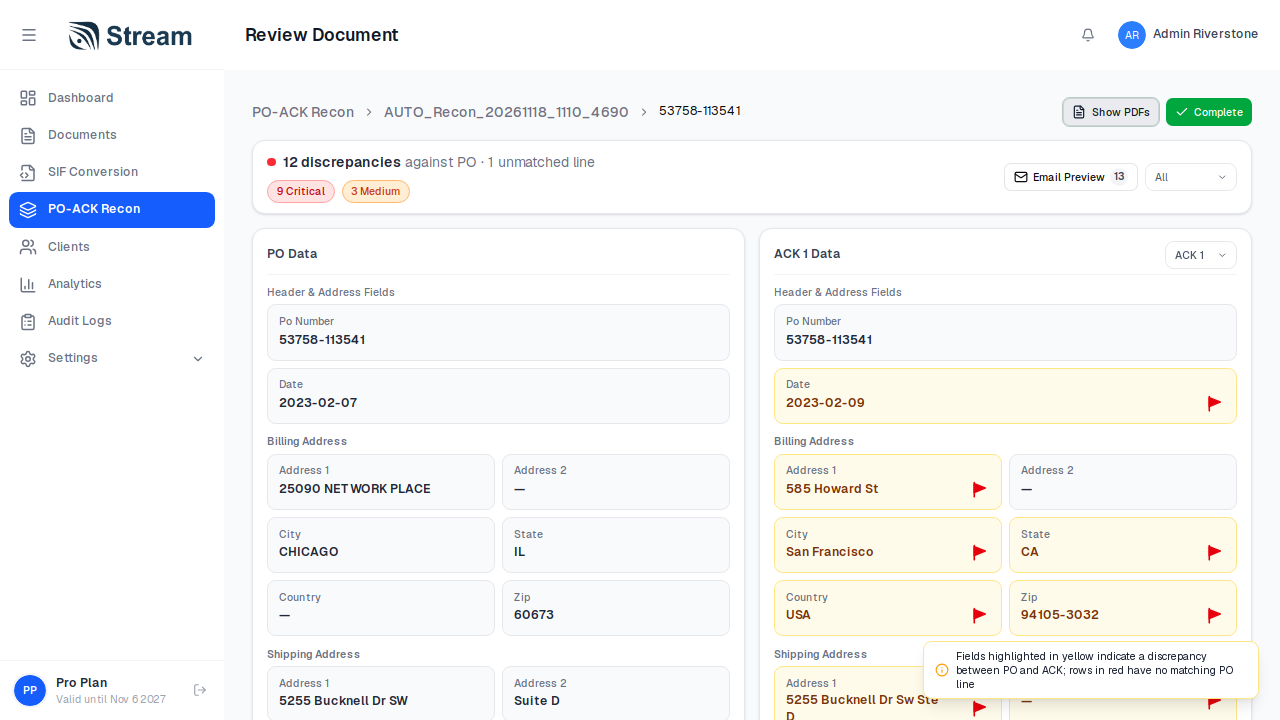 Stream
Review Document
AR
Admin Riverstone
Dashboard
Documents
SIF Conversion
PO-ACK Recon
Clients
Analytics
Audit Logs
Settings
PP
Pro Plan
Valid until Nov 6 2027
PO-ACK Recon
AUTO_Recon_20261118_1110_4690
53758-113541
Show PDFs
Complete
12 discrepancies against PO · 1 unmatched line
9 Critical
3 Medium
Email Preview 13
All
PO Data
Header & Address Fields
Po Number
53758-113541
Date
2023-02-07
Billing Address
Address 1
25090 NETWORK PLACE
Address 2
—
City
CHICAGO
State
IL
Country
—
Zip
60673
Shipping Address
Address 1
5255 Bucknell Dr SW
Address 2
Suite D
ACK 1 Data
ACK 1
Header & Address Fields
Po Number
53758-113541
Date
2023-02-09
Billing Address
Address 1
585 Howard St
Address 2
—
City
San Francisco
State
CA
Country
USA
Zip
94105-3032
Shipping Address
Address 1
5255 Bucknell Dr Sw Ste
D
—
Fields highlighted in yellow indicate a discrepancy
between PO and ACK; rows in red have no matching PO
line